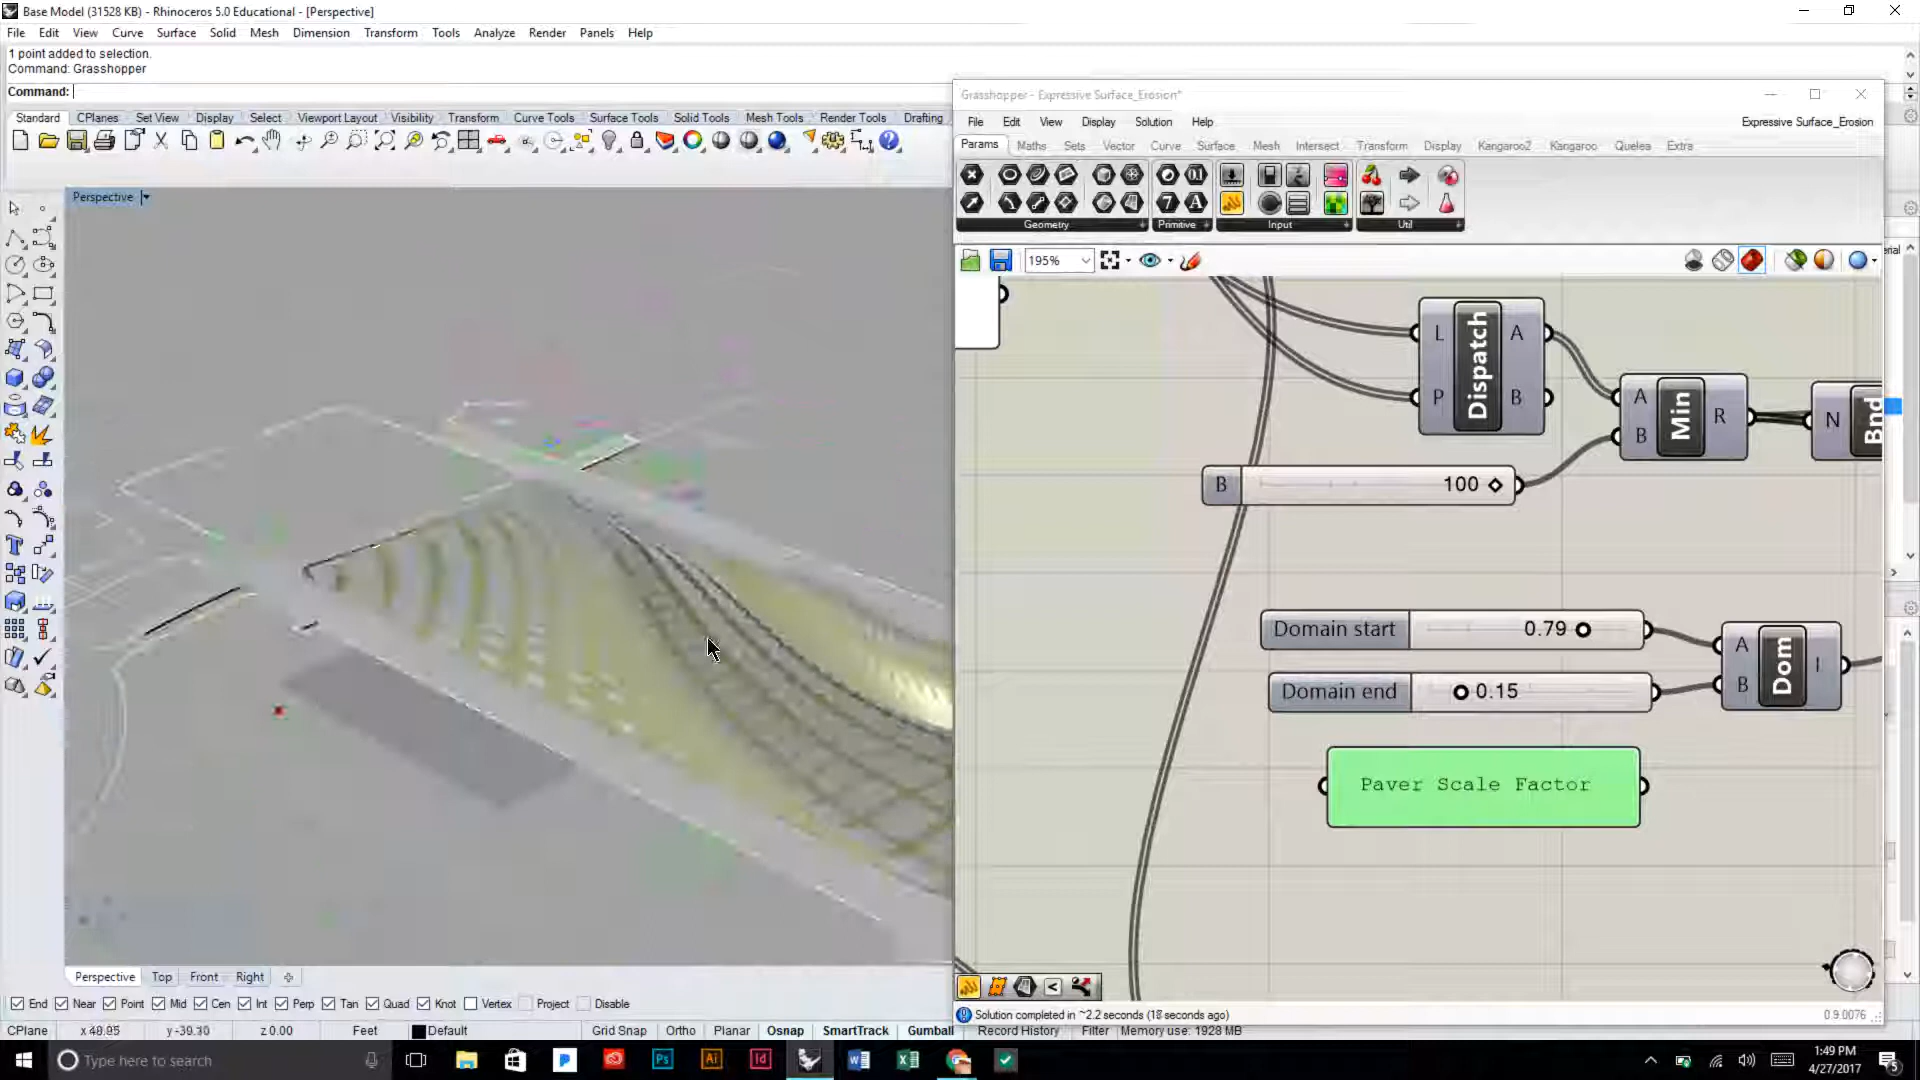 Base Model (31528 KB) - Rhinoceros 5.0 Educational - [Perspective]
File Edit View Curve Surface Solid Mesh Dimension Transform Tools Analyze Render Panels Help
1 point added to selection.
Command: Grasshopper
Command:
Standard CPlanes Set View Display Select Viewport Layout Visibility Transform Curve Tools Surface Tools Solid Tools Mesh Tools Render Tools Drafting
Perspective
Grasshopper - Expressive Surface_Erosion*
File Edit View Display Solution Help
Expressive Surface_Erosion
Params Maths Sets Vector Curve Surface Mesh Intersect Transform Display Kangaroo2 Kangaroo Quelea Extra
Geometry Primitive Input Util
195%
Dispatch
L A
P B
Min
A R
B
N
Bnd
B 100
Domain start 0.79
Domain end 0.15
Dom
A I
B
Paver Scale Factor
Perspective Top Front Right
End Near Point Mid Cen Int Perp Tan Quad Knot Vertex Project Disable
Solution completed in ~2.2 seconds (18 seconds ago)
0.9.0076
CPlane x 48.85 y -39.30 z 0.00 Feet Default Grid Snap Ortho Planar Osnap SmartTrack Gumball Record History Filter Memory use: 1928 MB
Type here to search
1:49 PM
4/27/2017
5